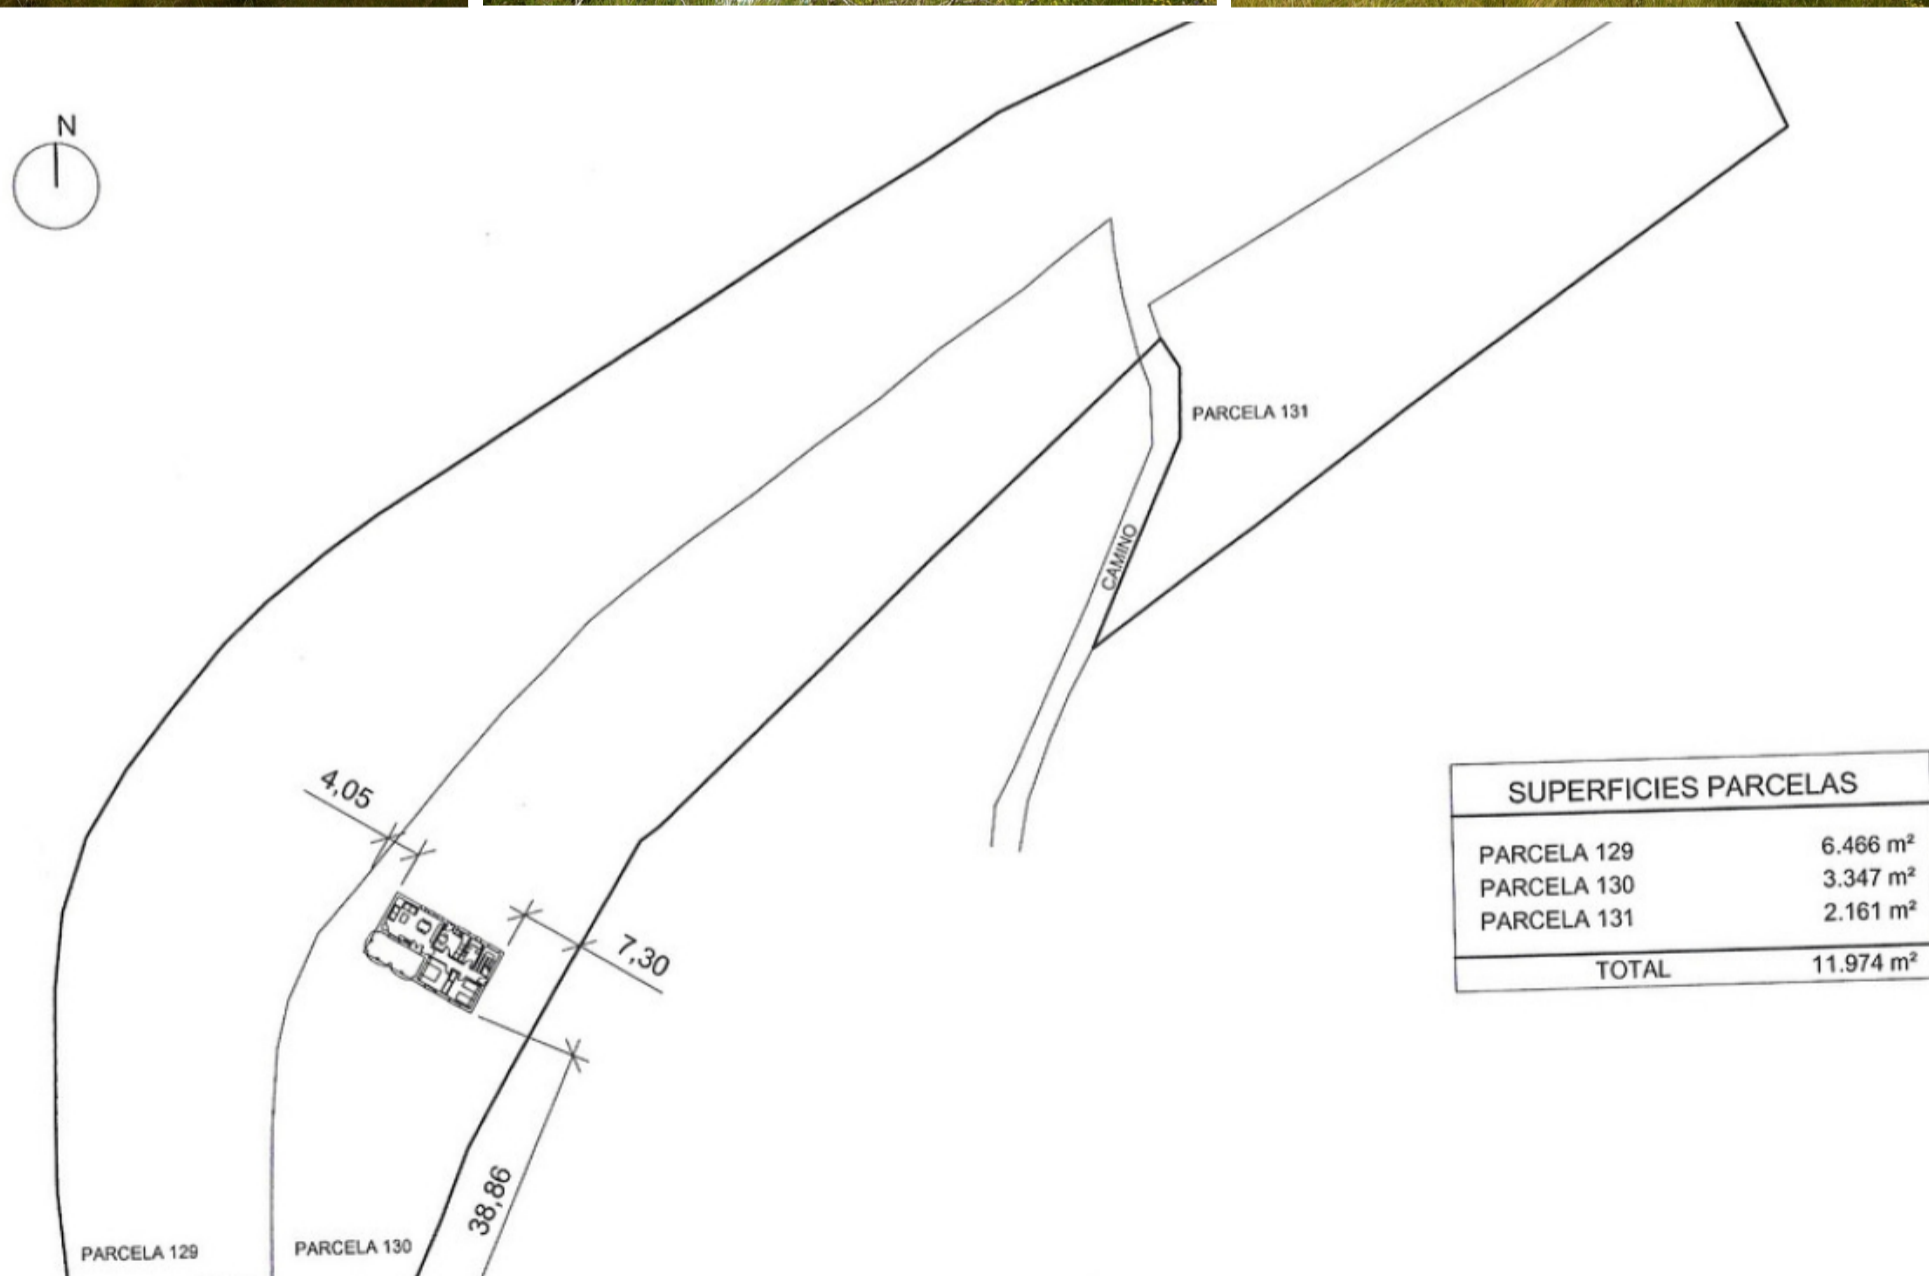 N
PARCELA 131
CAMINO
4,05
7,30
38,86
PARCELA 129
PARCELA 130
SUPERFICIES PARCELAS
PARCELA 129 6.466 m²
PARCELA 130 3.347 m²
PARCELA 131 2.161 m²
TOTAL 11.974 m²